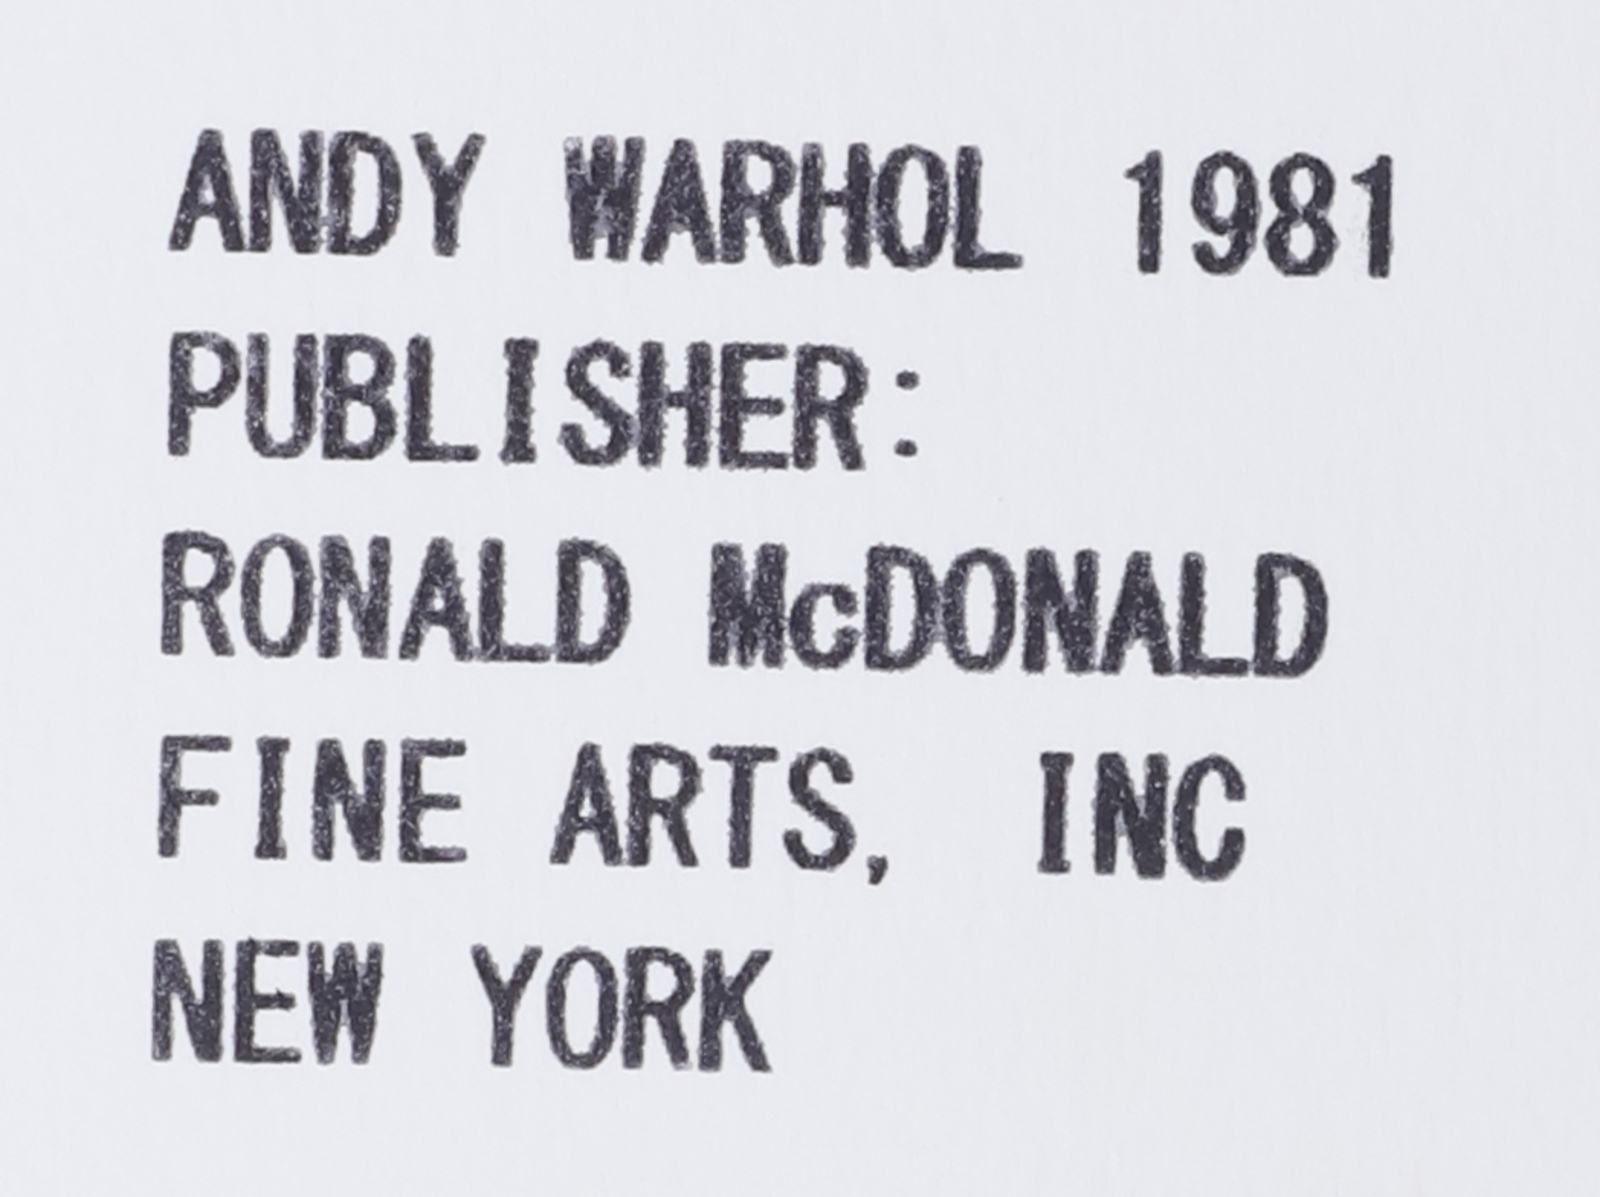 ANDY WARHOL 1981
PUBLISHER:
RONALD McDONALD
FINE ARTS, INC
NEW YORK